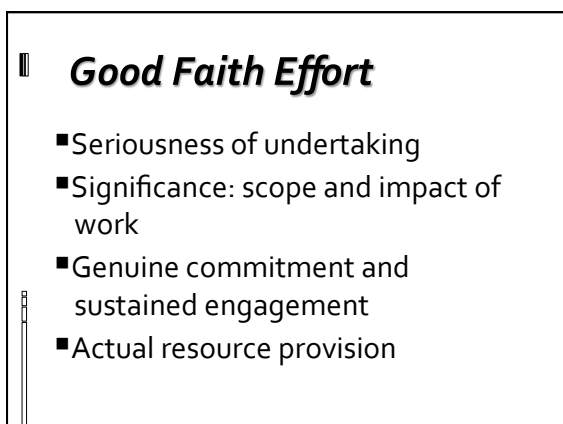 Good Faith Effort
▪Seriousness of undertaking
▪Significance: scope and impact of
work
▪Genuine commitment and
sustained engagement
▪Actual resource provision